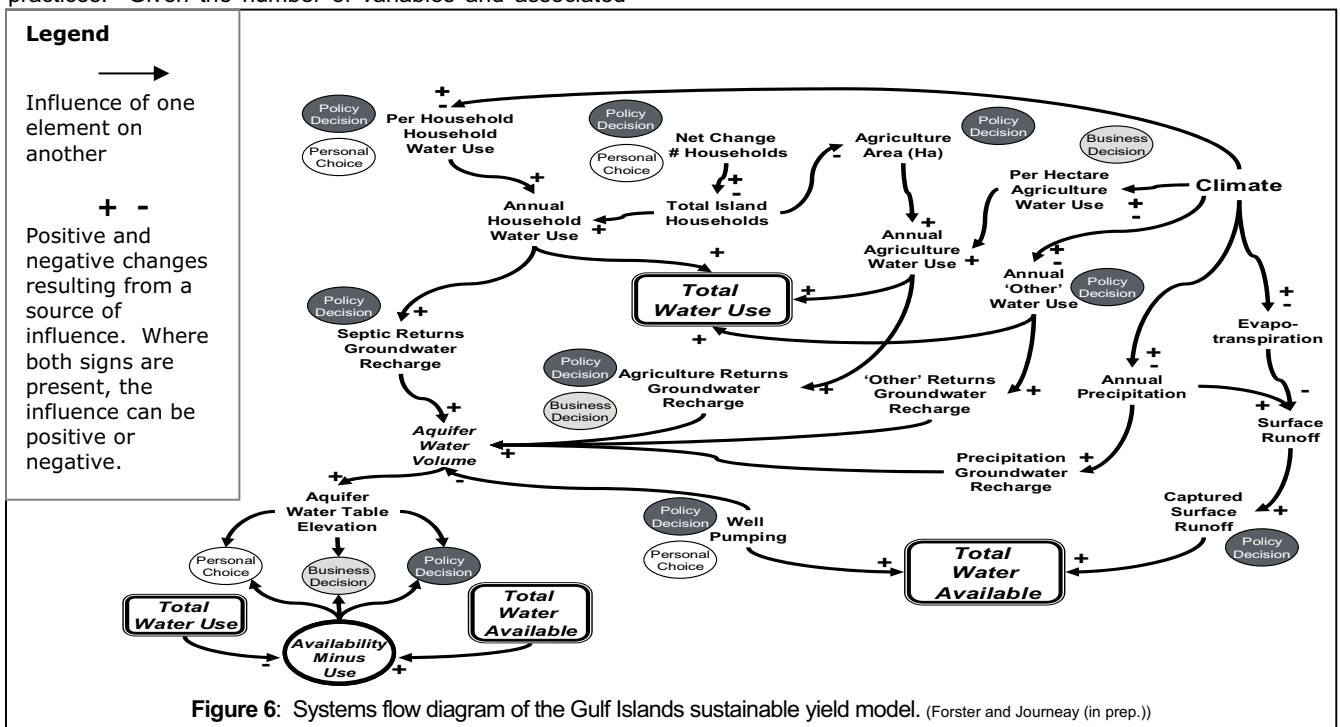 practices. Given the number of variables and associated
Legend
Influence of one
element on
another
+ -
Positive and
negative changes
resulting from a
source of
influence. Where
both signs are
present, the
influence can be
positive or
negative.
Policy
Decision
Personal
Choice
+
-
Per Household
Household
Water Use
Policy
Decision
Personal
Choice
Net Change
# Households
Agriculture
Area (Ha)
-
Policy
Decision
Business
Decision
Per Hectare
Agriculture
Water Use
+
-
Climate
+
Annual
Household
Water Use
+
-
Total Island
Households
+
+
Annual
Agriculture
Water Use
+
+
-
Annual
'Other'
Water Use
Policy
Decision
+
Total
Water Use
+
+
+
-
Evapo-
transpiration
Policy
Decision
+
Septic Returns
Groundwater
Recharge
Policy
Decision
Business
Decision
Agriculture Returns
Groundwater
Recharge
+
'Other' Returns
Groundwater
Recharge
+
+
-
Annual
Precipitation
-
+
Surface
Runoff
+
Aquifer
Water
Volume
+
-
Precipitation
Groundwater
Recharge
+
+
Aquifer
Water Table
Elevation
Policy
Decision
Personal
Choice
Well
Pumping
Captured
Surface
Runoff
+
Policy
Decision
Personal
Choice
Business
Decision
Policy
Decision
+
Total
Water
Available
+
Total
Water Use
Total
Water
Available
Availability
Minus
Use
-
+
Figure 6: Systems flow diagram of the Gulf Islands sustainable yield model. (Forster and Journeay (in prep.))